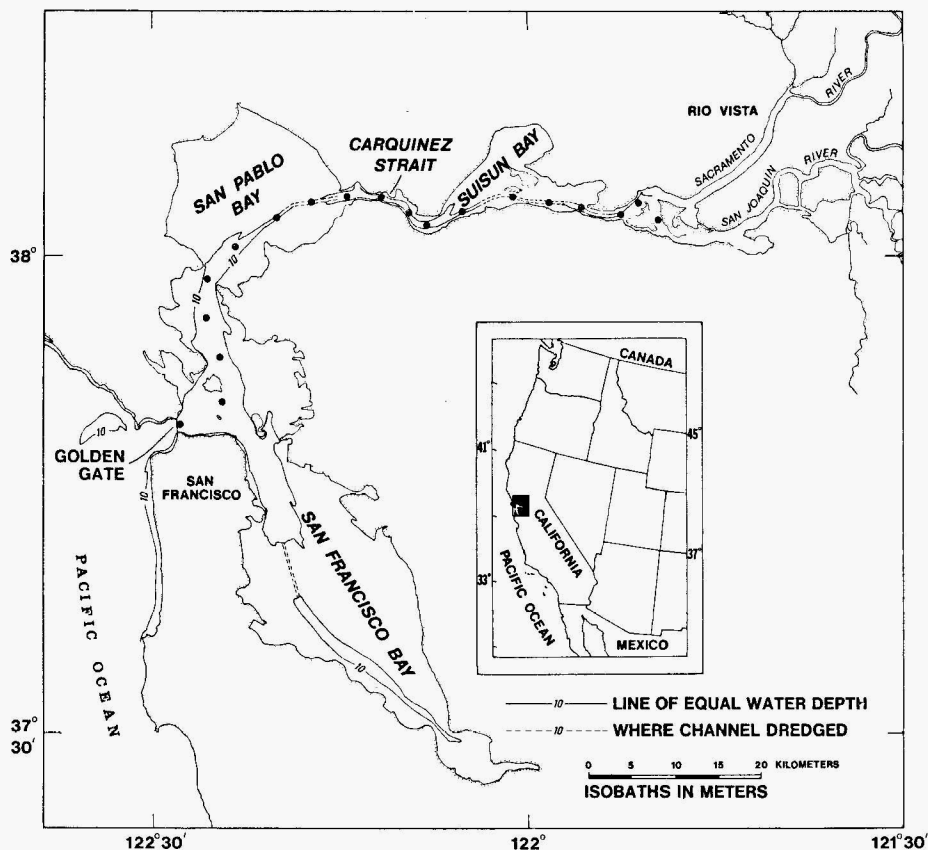 RIO VISTA
RIVER
SACRAMENTO
RIVER
SAN JOAQUIN
CARQUINEZ
STRAIT
SUISUN BAY
SAN PABLO
BAY
38°
10
10
10
GOLDEN
GATE
SAN
FRANCISCO
10
SAN FRANCISCO BAY
10
PACIFIC OCEAN
37°
30'
CANADA
45°
41°
CALIFORNIA
37°
33°
PACIFIC OCEAN
MEXICO
10 LINE OF EQUAL WATER DEPTH
10 WHERE CHANNEL DREDGED
0 5 10 15 20 KILOMETERS
ISOBATHS IN METERS
122°30'
122°
121°30'